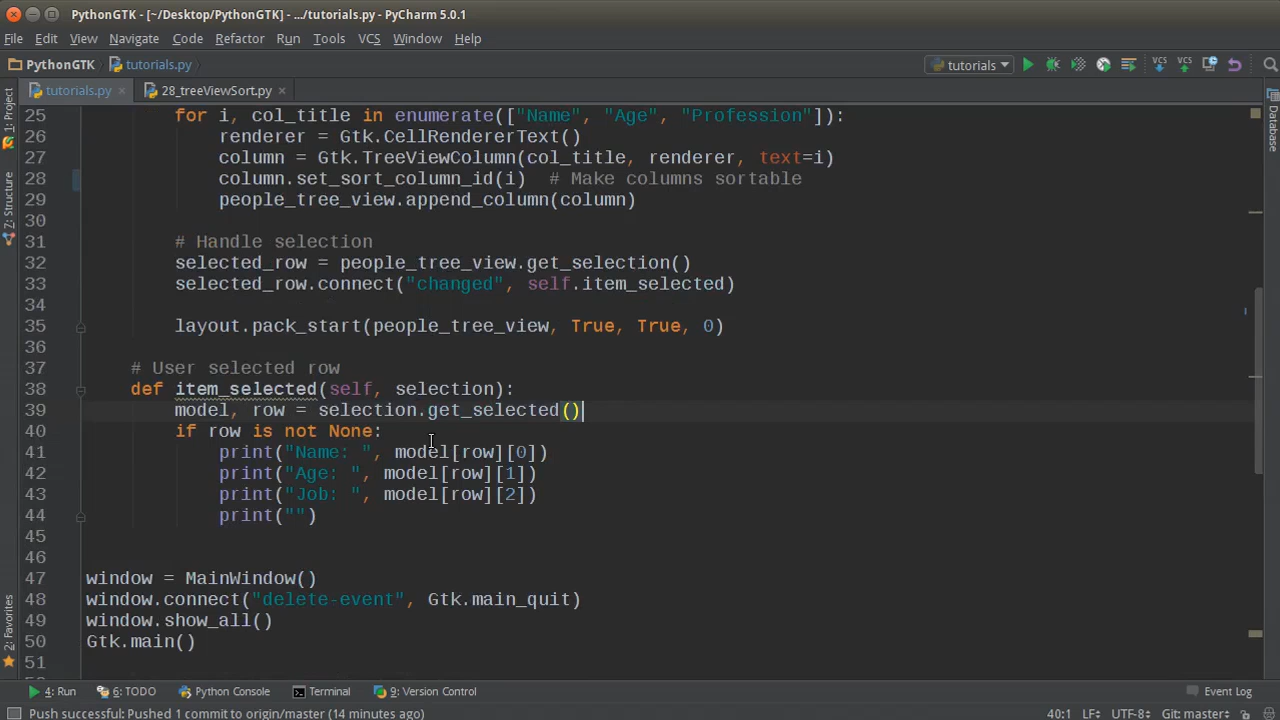 PythonGTK - [~/Desktop/PythonGTK] - .../tutorials.py - PyCharm 5.0.1
File Edit View Navigate Code Refactor Run Tools VCS Window Help
PythonGTK tutorials.py tutorials VCS VCS
1: Project
tutorials.py 28_treeViewSort.py
Database
25 for i, col_title in enumerate(["Name", "Age", "Profession"]):
26 renderer = Gtk.CellRendererText()
27 column = Gtk.TreeViewColumn(col_title, renderer, text=i)
28 column.set_sort_column_id(i) # Make columns sortable
29 people_tree_view.append_column(column)
30
Z: Structure
31 # Handle selection
32 selected_row = people_tree_view.get_selection()
33 selected_row.connect("changed", self.item_selected)
34
35 layout.pack_start(people_tree_view, True, True, 0)
36
37 # User selected row
38 def item_selected(self, selection):
39 model, row = selection.get_selected()
40 if row is not None:
41 print("Name: ", model[row][0])
42 print("Age: ", model[row][1])
43 print("Job: ", model[row][2])
44 print("")
45
46
47 window = MainWindow()
48 window.connect("delete-event", Gtk.main_quit)
49 window.show_all()
50 Gtk.main()
51
2: Favorites
4: Run 6: TODO Python Console Terminal 9: Version Control Event Log
Push successful: Pushed 1 commit to origin/master (14 minutes ago) 40:1 LF÷ UTF-8÷ Git: master÷